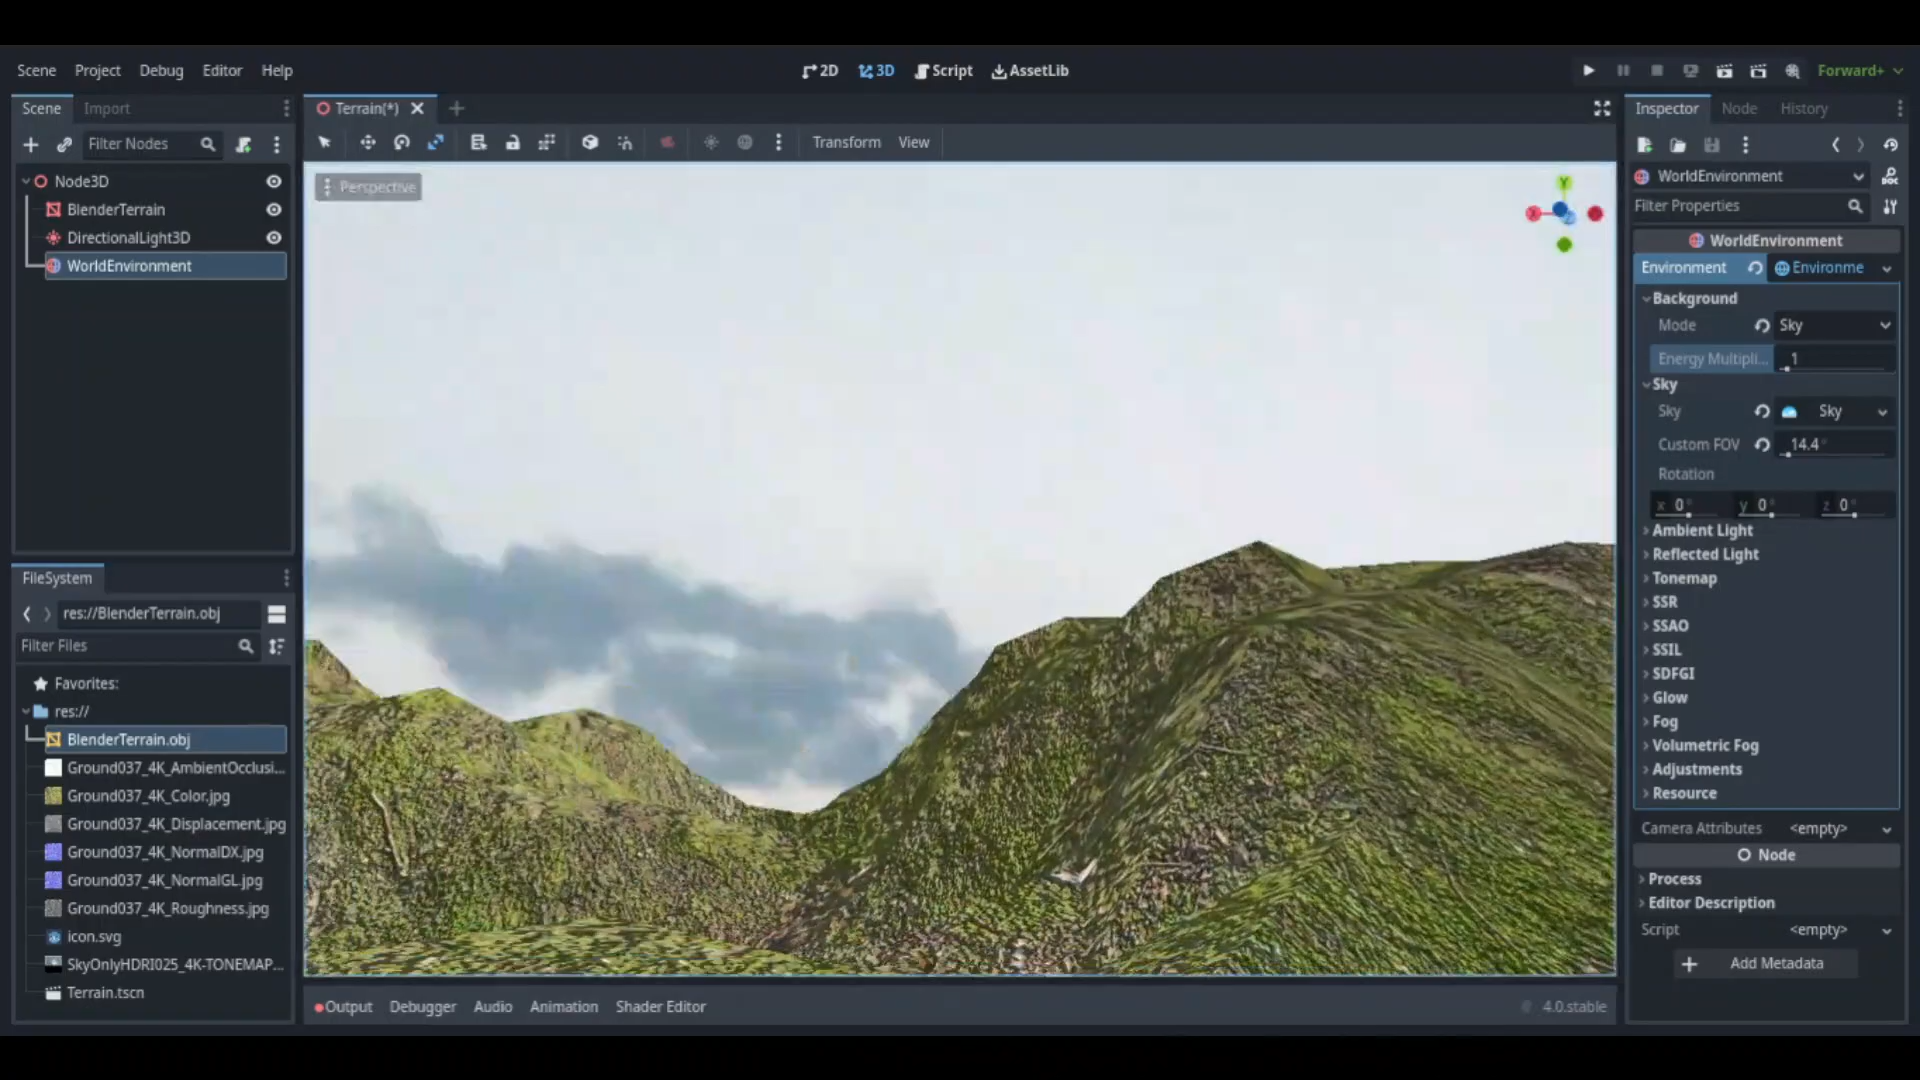 Scene Project Debug Editor Help
2D 3D Script AssetLib
Forward+
Scene Import
Terrain(*)
Inspector Node History
Filter Nodes
Transform View
Perspective
Y
X
Node3D
BlenderTerrain
DirectionalLight3D
WorldEnvironment
FileSystem
res://BlenderTerrain.obj
Filter Files
Favorites:
res://
BlenderTerrain.obj
Ground037_4K_AmbientOcclusi...
Ground037_4K_Color.jpg
Ground037_4K_Displacement.jpg
Ground037_4K_NormalDX.jpg
Ground037_4K_NormalGL.jpg
Ground037_4K_Roughness.jpg
icon.svg
SkyOnlyHDRI025_4K-TONEMAP...
Terrain.tscn
Output Debugger Audio Animation Shader Editor
4.0.stable
WorldEnvironment
Filter Properties
WorldEnvironment
Environment Environme
Background
Mode Sky
Energy Multipli... 1
Sky
Sky Sky
Custom FOV 14.4 °
Rotation
x 0 ° y 0 ° z 0 °
Ambient Light
Reflected Light
Tonemap
SSR
SSAO
SSIL
SDFGI
Glow
Fog
Volumetric Fog
Adjustments
Resource
Camera Attributes <empty>
Node
Process
Editor Description
Script <empty>
Add Metadata